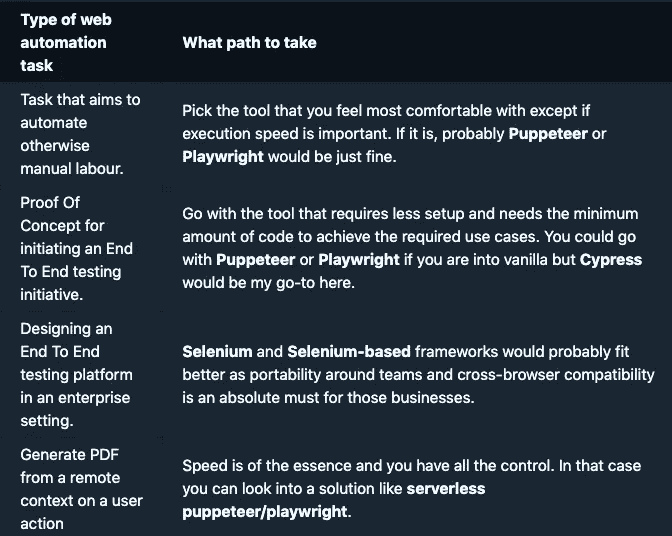 Type of web
automation
task
What path to take
Task that aims to
automate
otherwise
manual labour.
Pick the tool that you feel most comfortable with except if
execution speed is important. If it is, probably Puppeteer or
Playwright would be just fine.
Proof Of
Concept for
initiating an End
To End testing
initiative.
Go with the tool that requires less setup and needs the minimum
amount of code to achieve the required use cases. You could go
with Puppeteer or Playwright if you are into vanilla but Cypress
would be my go-to here.
Designing an
End To End
testing platform
in an enterprise
setting.
Selenium and Selenium-based frameworks would probably fit
better as portability around teams and cross-browser compatibility
is an absolute must for those businesses.
Generate PDF
from a remote
context on a user
action
Speed is of the essence and you have all the control. In that case
you can look into a solution like serverless
puppeteer/playwright.